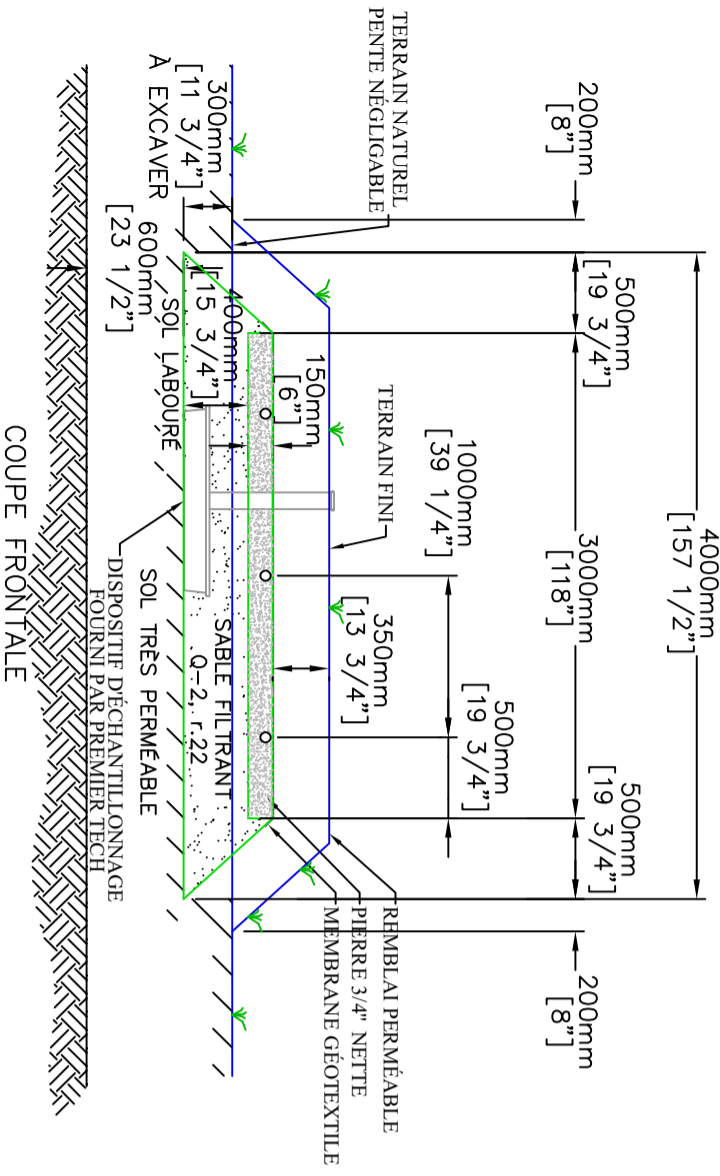 4000mm
[157 1/2"]
500mm
[19 3/4"]
3000mm
[118"]
500mm
[19 3/4"]
200mm
[8"]
200mm
[8"]
1000mm
[39 1/4"]
500mm
[19 3/4"]
TERRAIN NATUREL
PENTE NÉGLIGABLE
TERRAIN FINI
350mm
[13 3/4"]
REMBLAI PERMÉABLE
PIERRE 3/4" NETTE
MEMBRANE GÉOTEXTILE
150mm
[6"]
300mm
[11 3/4"]
À EXCAVER
400mm
[15 3/4"]
SABLE FILTRANT
Q-2, r.22
600mm
[23 1/2"]
SOL LABOURÉ
SOL TRÈS PERMÉABLE
DISPOSITIF D'ÉCHANTILLONNAGE
FOURNI PAR PREMIER TECH
COUPE FRONTALE